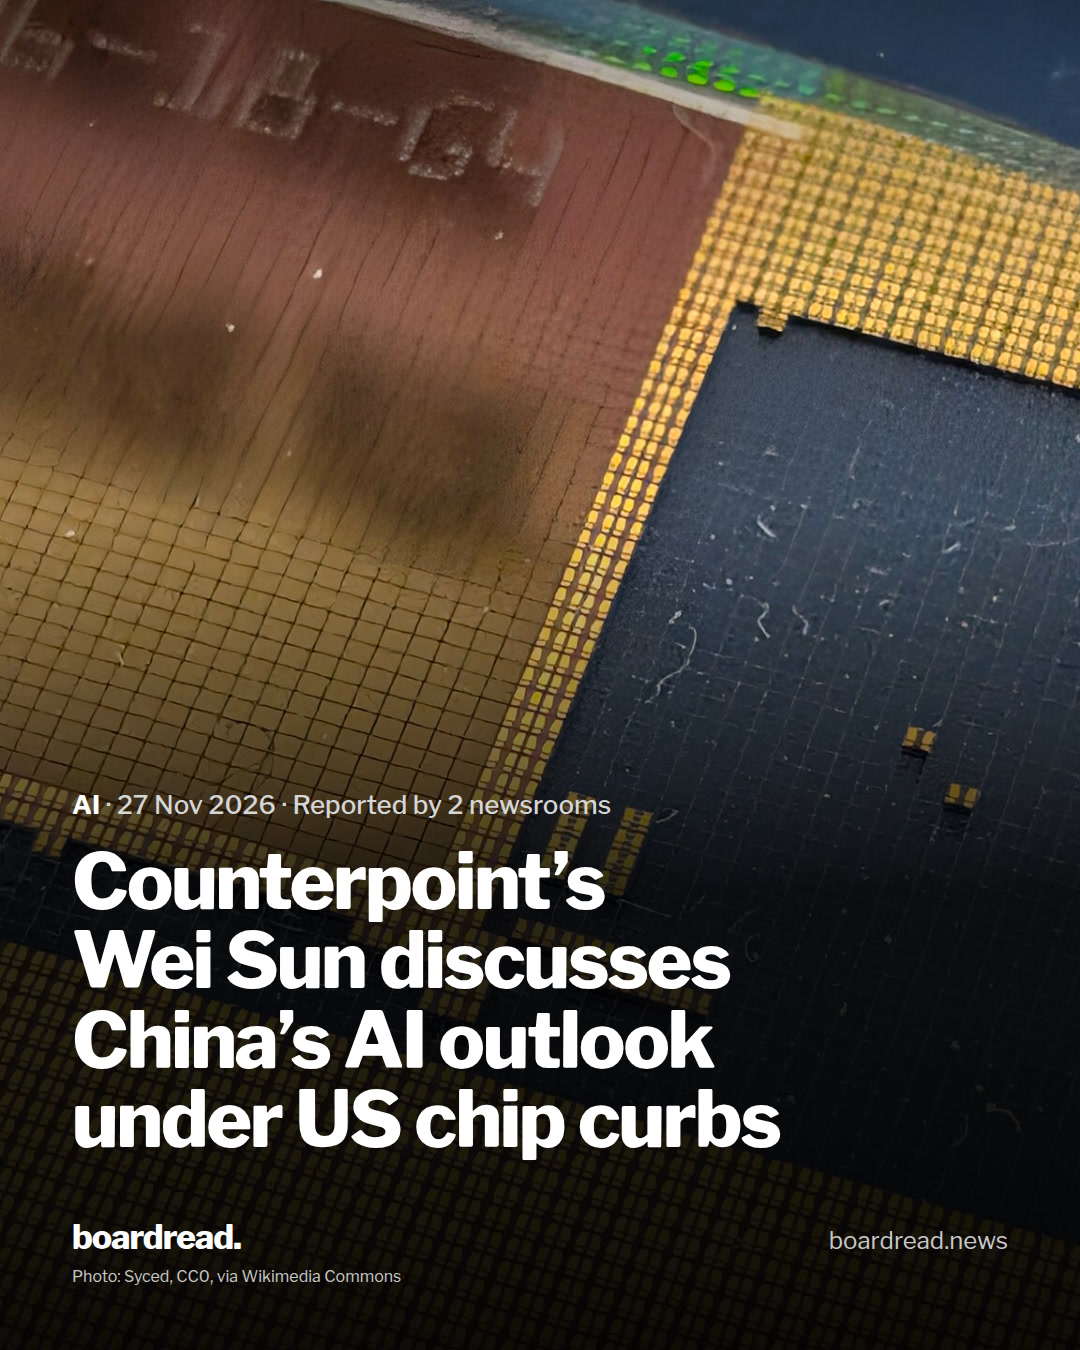 AI · 27 Nov 2026 · Reported by 2 newsrooms
Counterpoint’s
Wei Sun discusses
China’s AI outlook
under US chip curbs
boardread.
boardread.news
Photo: Syced, CC0, via Wikimedia Commons